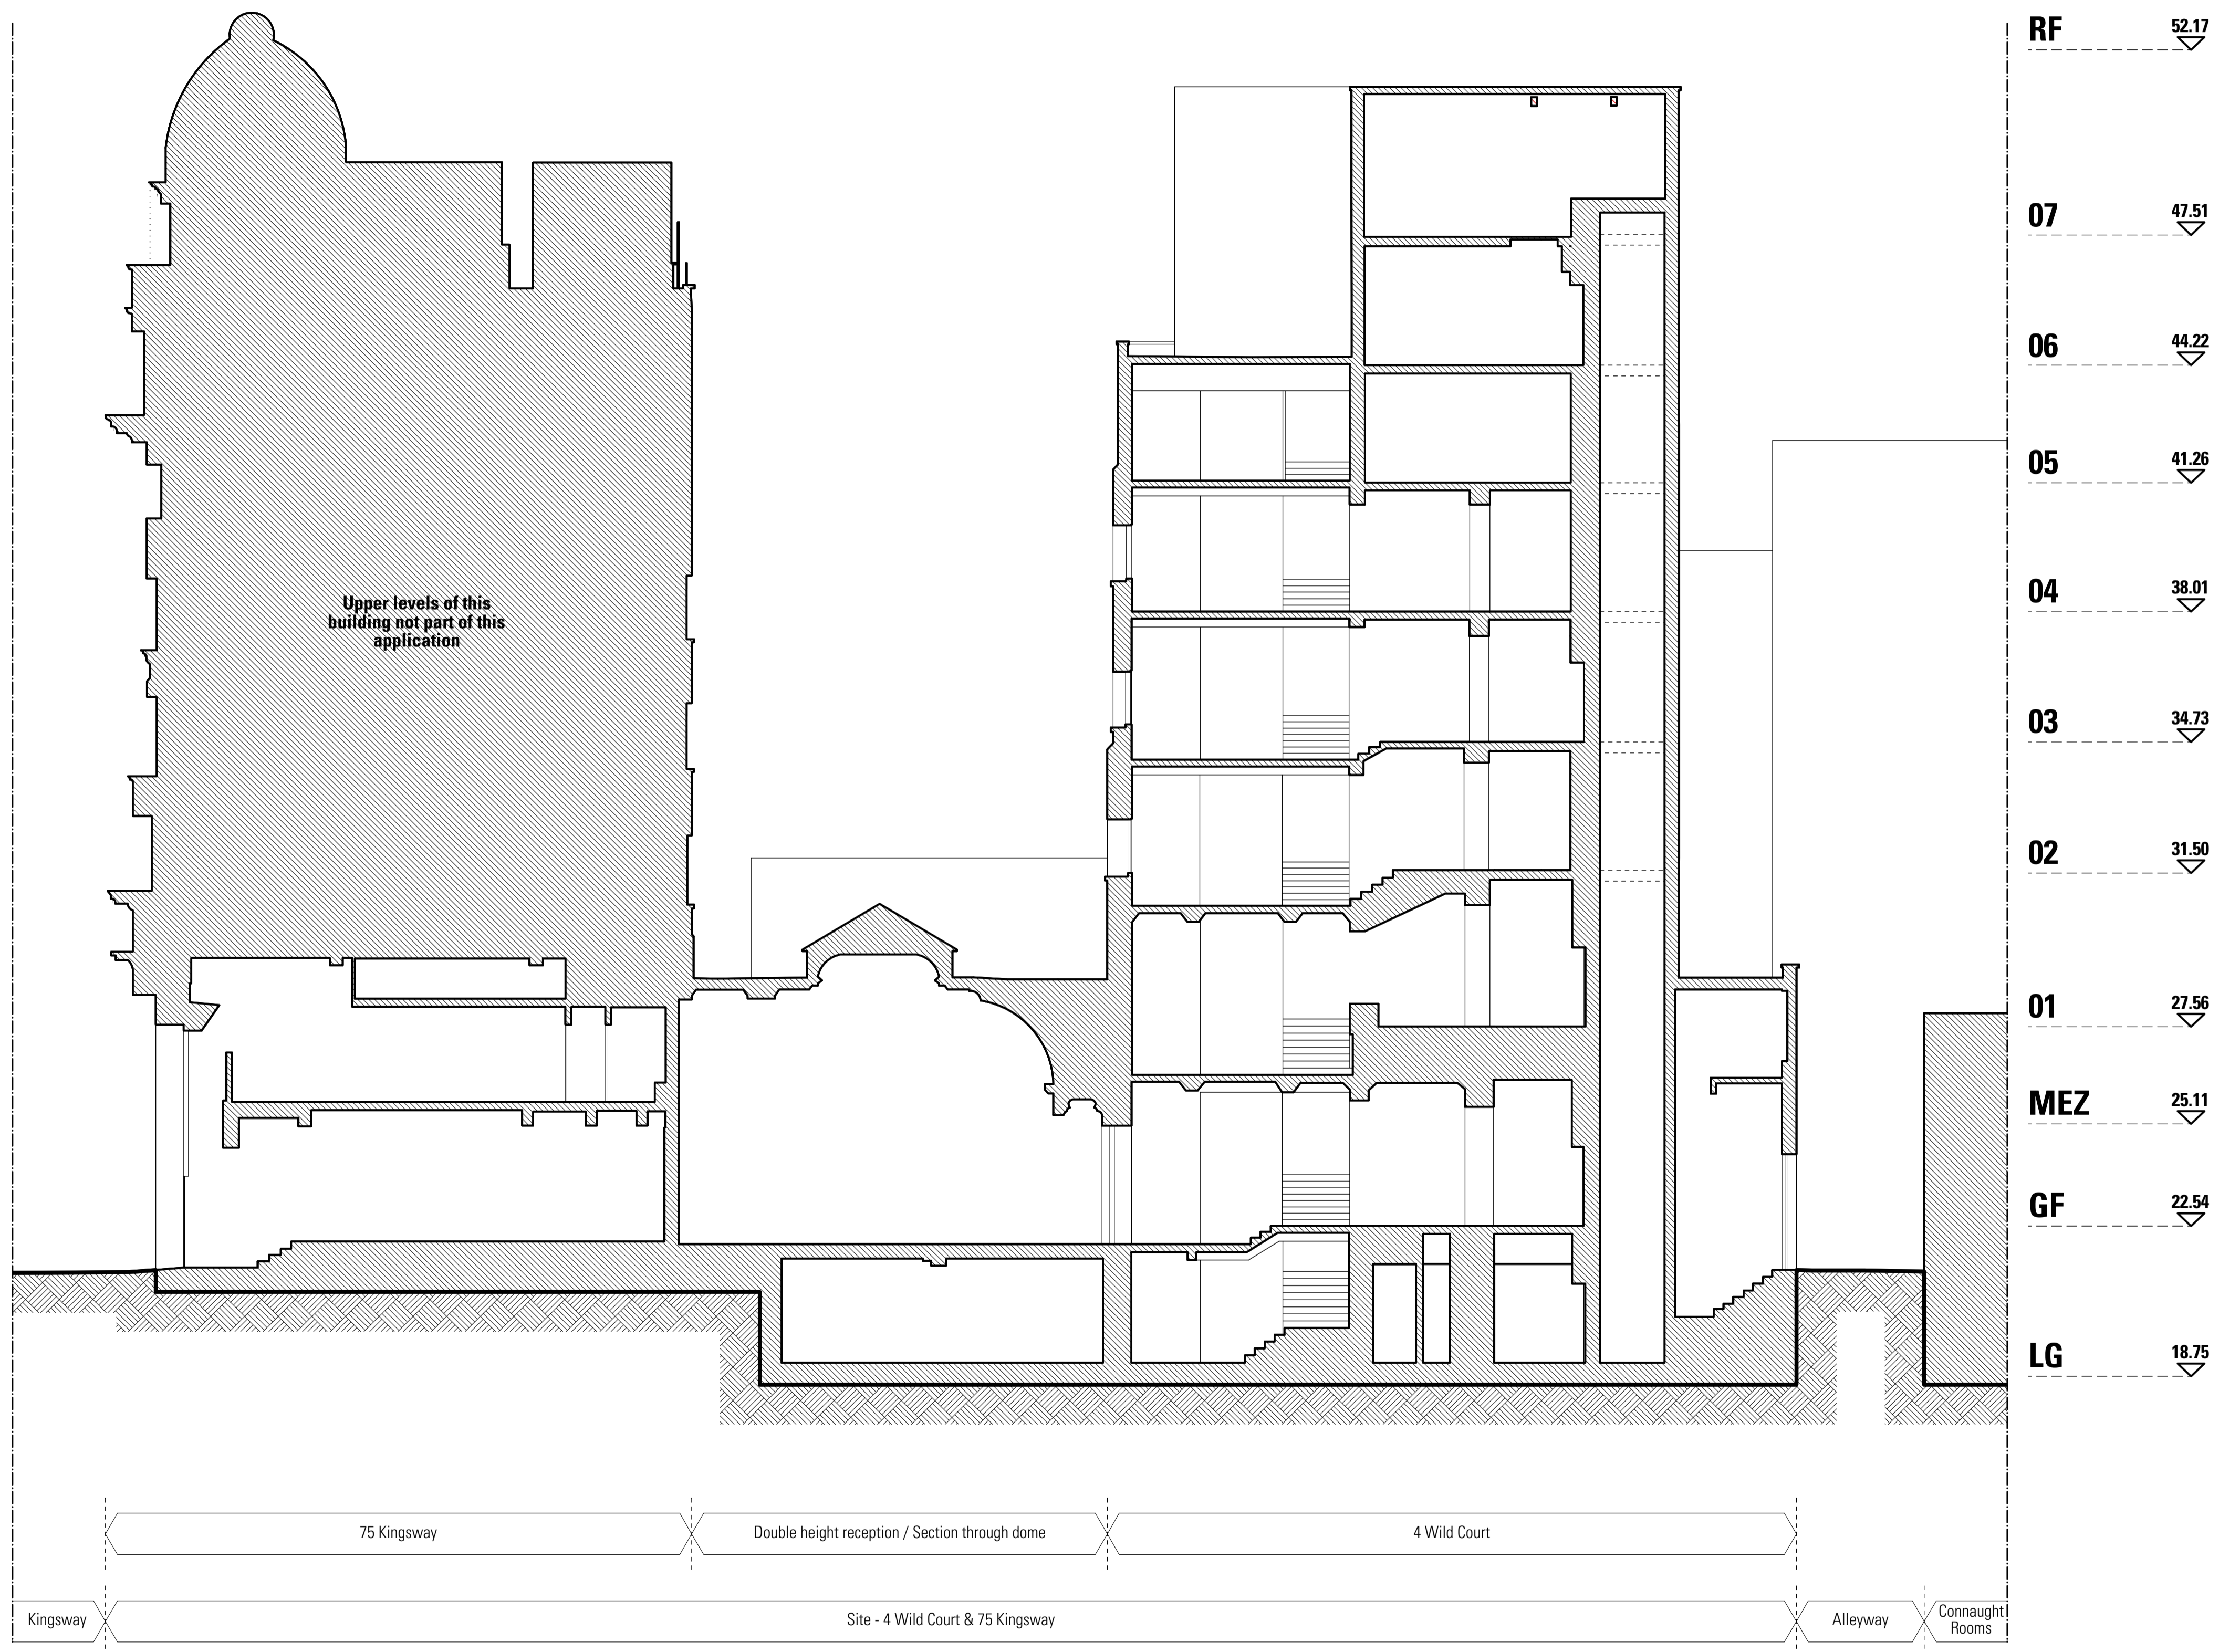 RF 52.17
07 47.51
06 44.22
05 41.26
04 38.01
Upper levels of this
building not part of this
application
03 34.73
02 31.50
01 27.56
MEZ 25.11
GF 22.54
LG 18.75
75 Kingsway
Double height reception / Section through dome
4 Wild Court
Kingsway
Site - 4 Wild Court & 75 Kingsway
Alleyway
Connaught
Rooms